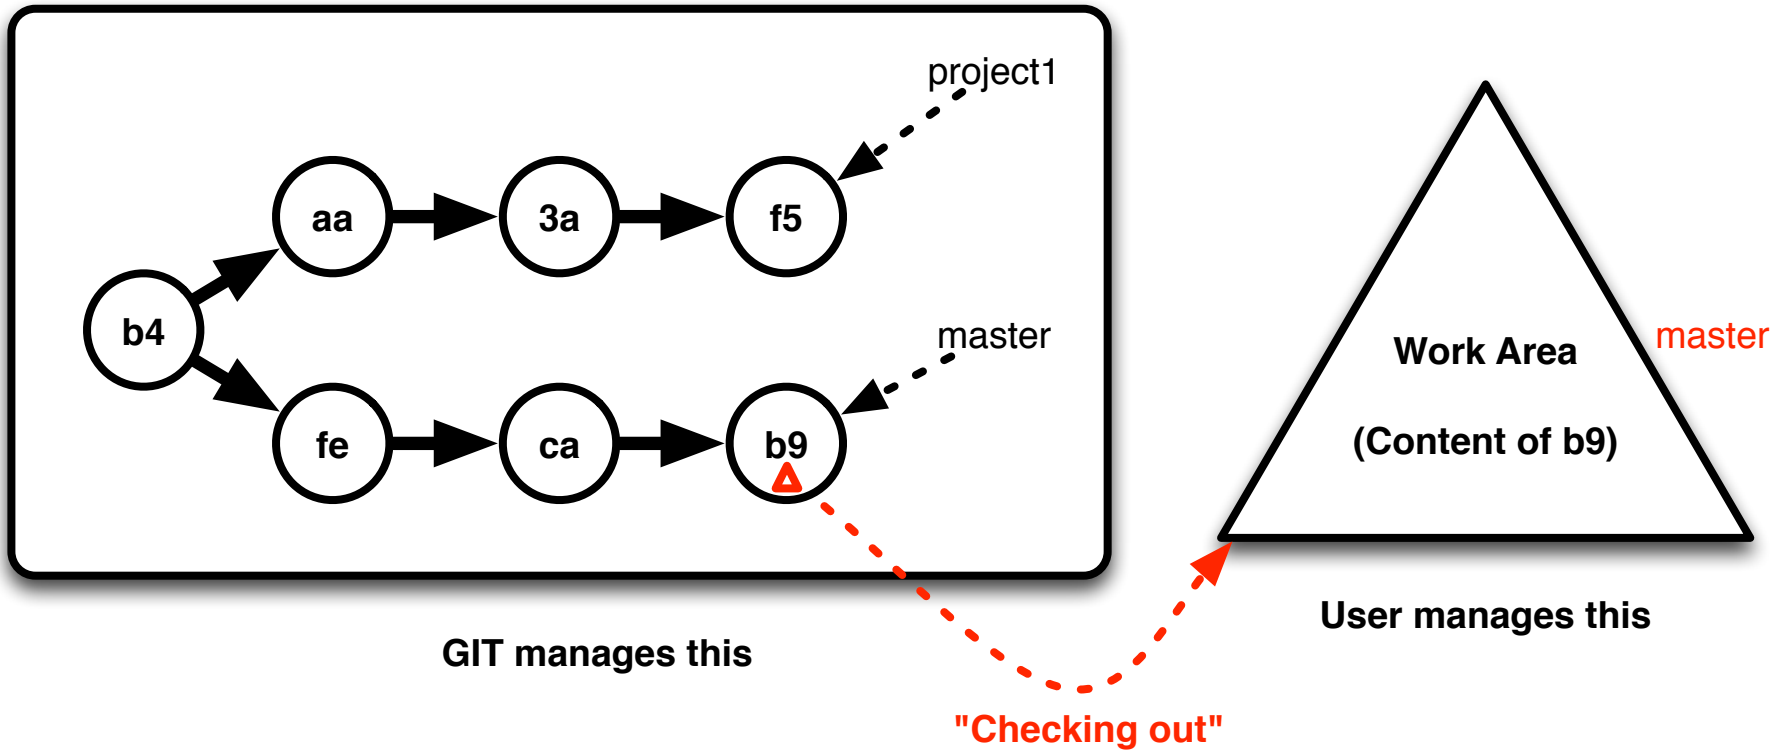 project1
aa
3a
f5
b4
master
fe
ca
b9
GIT manages this
"Checking out"
Work Area
master
(Content of b9)
User manages this